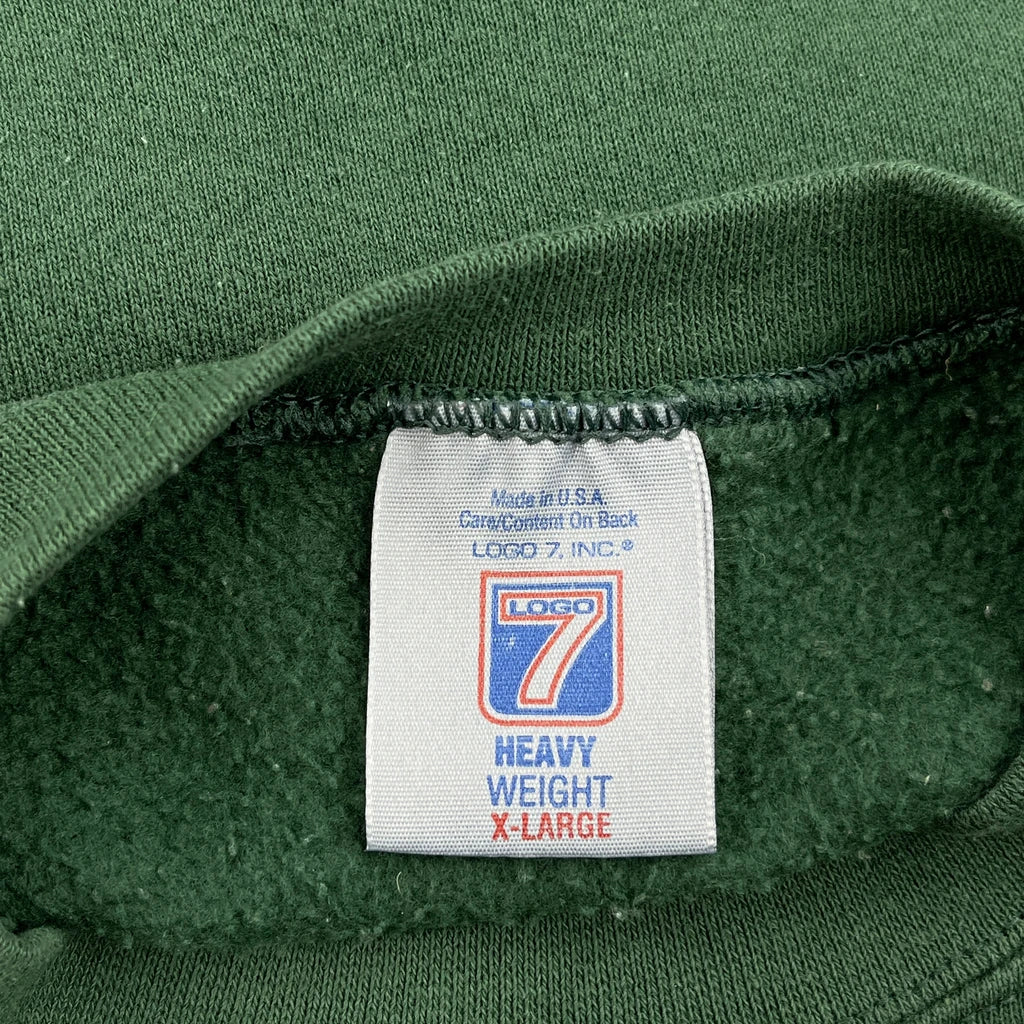 Made in U.S.A.
Care/Content On Back
LOGO 7, INC.®
LOGO
7
HEAVY
WEIGHT
X-LARGE